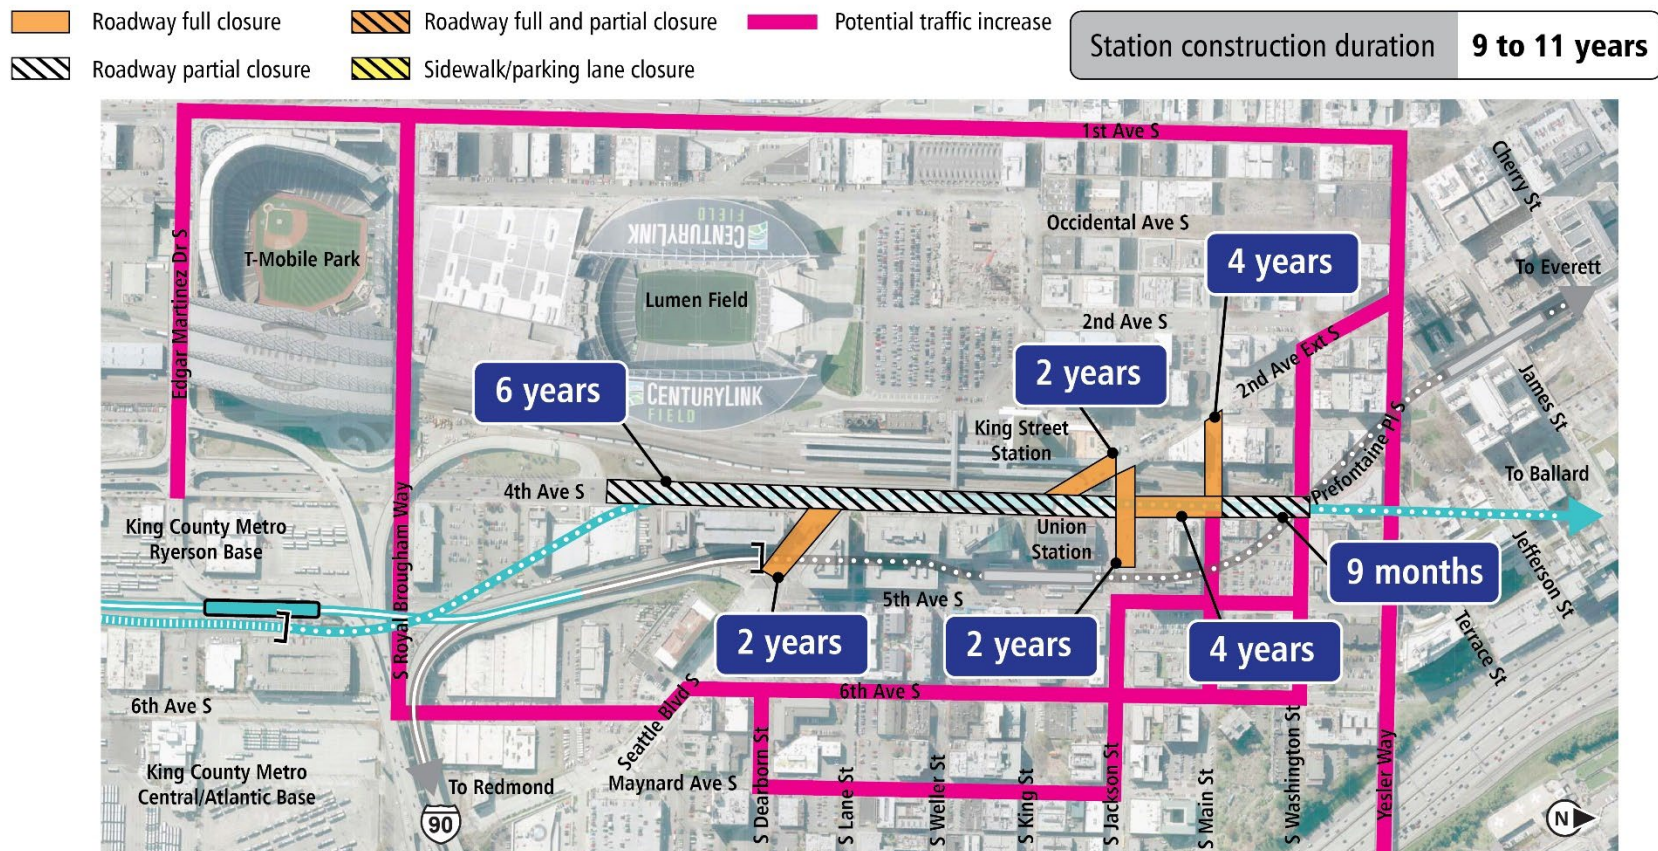 Roadway full closure
Roadway full and partial closure
Potential traffic increase
Roadway partial closure
Sidewalk/parking lane closure
Station construction duration
9 to 11 years
1st Ave S
Cherry St
Edgar Martinez Dr S
T-Mobile Park
CENTURYLINK
FIELD
Lumen Field
Occidental Ave S
4 years
To Everett
2nd Ave S
2nd Ave Ext S
2 years
6 years
CENTURYLINK
FIELD
King Street
Station
James St
Prefontaine Pl S
To Ballard
4th Ave S
S Royal Brougham Way
King County Metro
Ryerson Base
Union
Station
9 months
Jefferson St
5th Ave S
2 years
2 years
4 years
Terrace St
6th Ave S
6th Ave S
Seattle Blvd S
King County Metro
Central/Atlantic Base
To Redmond
90
Maynard Ave S
S Dearborn St
S Lane St
S Weller St
S King St
S Jackson St
S Main St
S Washington St
Yesler Way
N